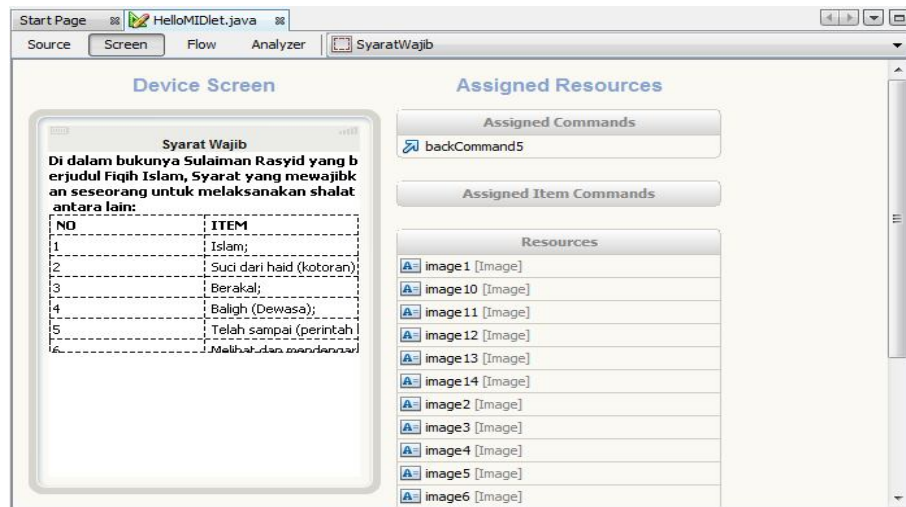 Start Page HelloMIDlet.java
Source Screen Flow Analyzer SyaratWajib
Device Screen
Syarat Wajib
Di dalam bukunya Sulaiman Rasyid yang b
erjudul Fiqih Islam, Syarat yang mewajibk
an seseorang untuk melaksanakan shalat
antara lain:
NO ITEM
1 Islam;
2 Suci dari haid (kotoran)
3 Berakal;
4 Baligh (Dewasa);
5 Telah sampai (perintah
6 Melihat dan mendengar
Assigned Resources
Assigned Commands
backCommand5
Assigned Item Commands
Resources
image1 [Image]
image10 [Image]
image11 [Image]
image12 [Image]
image13 [Image]
image14 [Image]
image2 [Image]
image3 [Image]
image4 [Image]
image5 [Image]
image6 [Image]